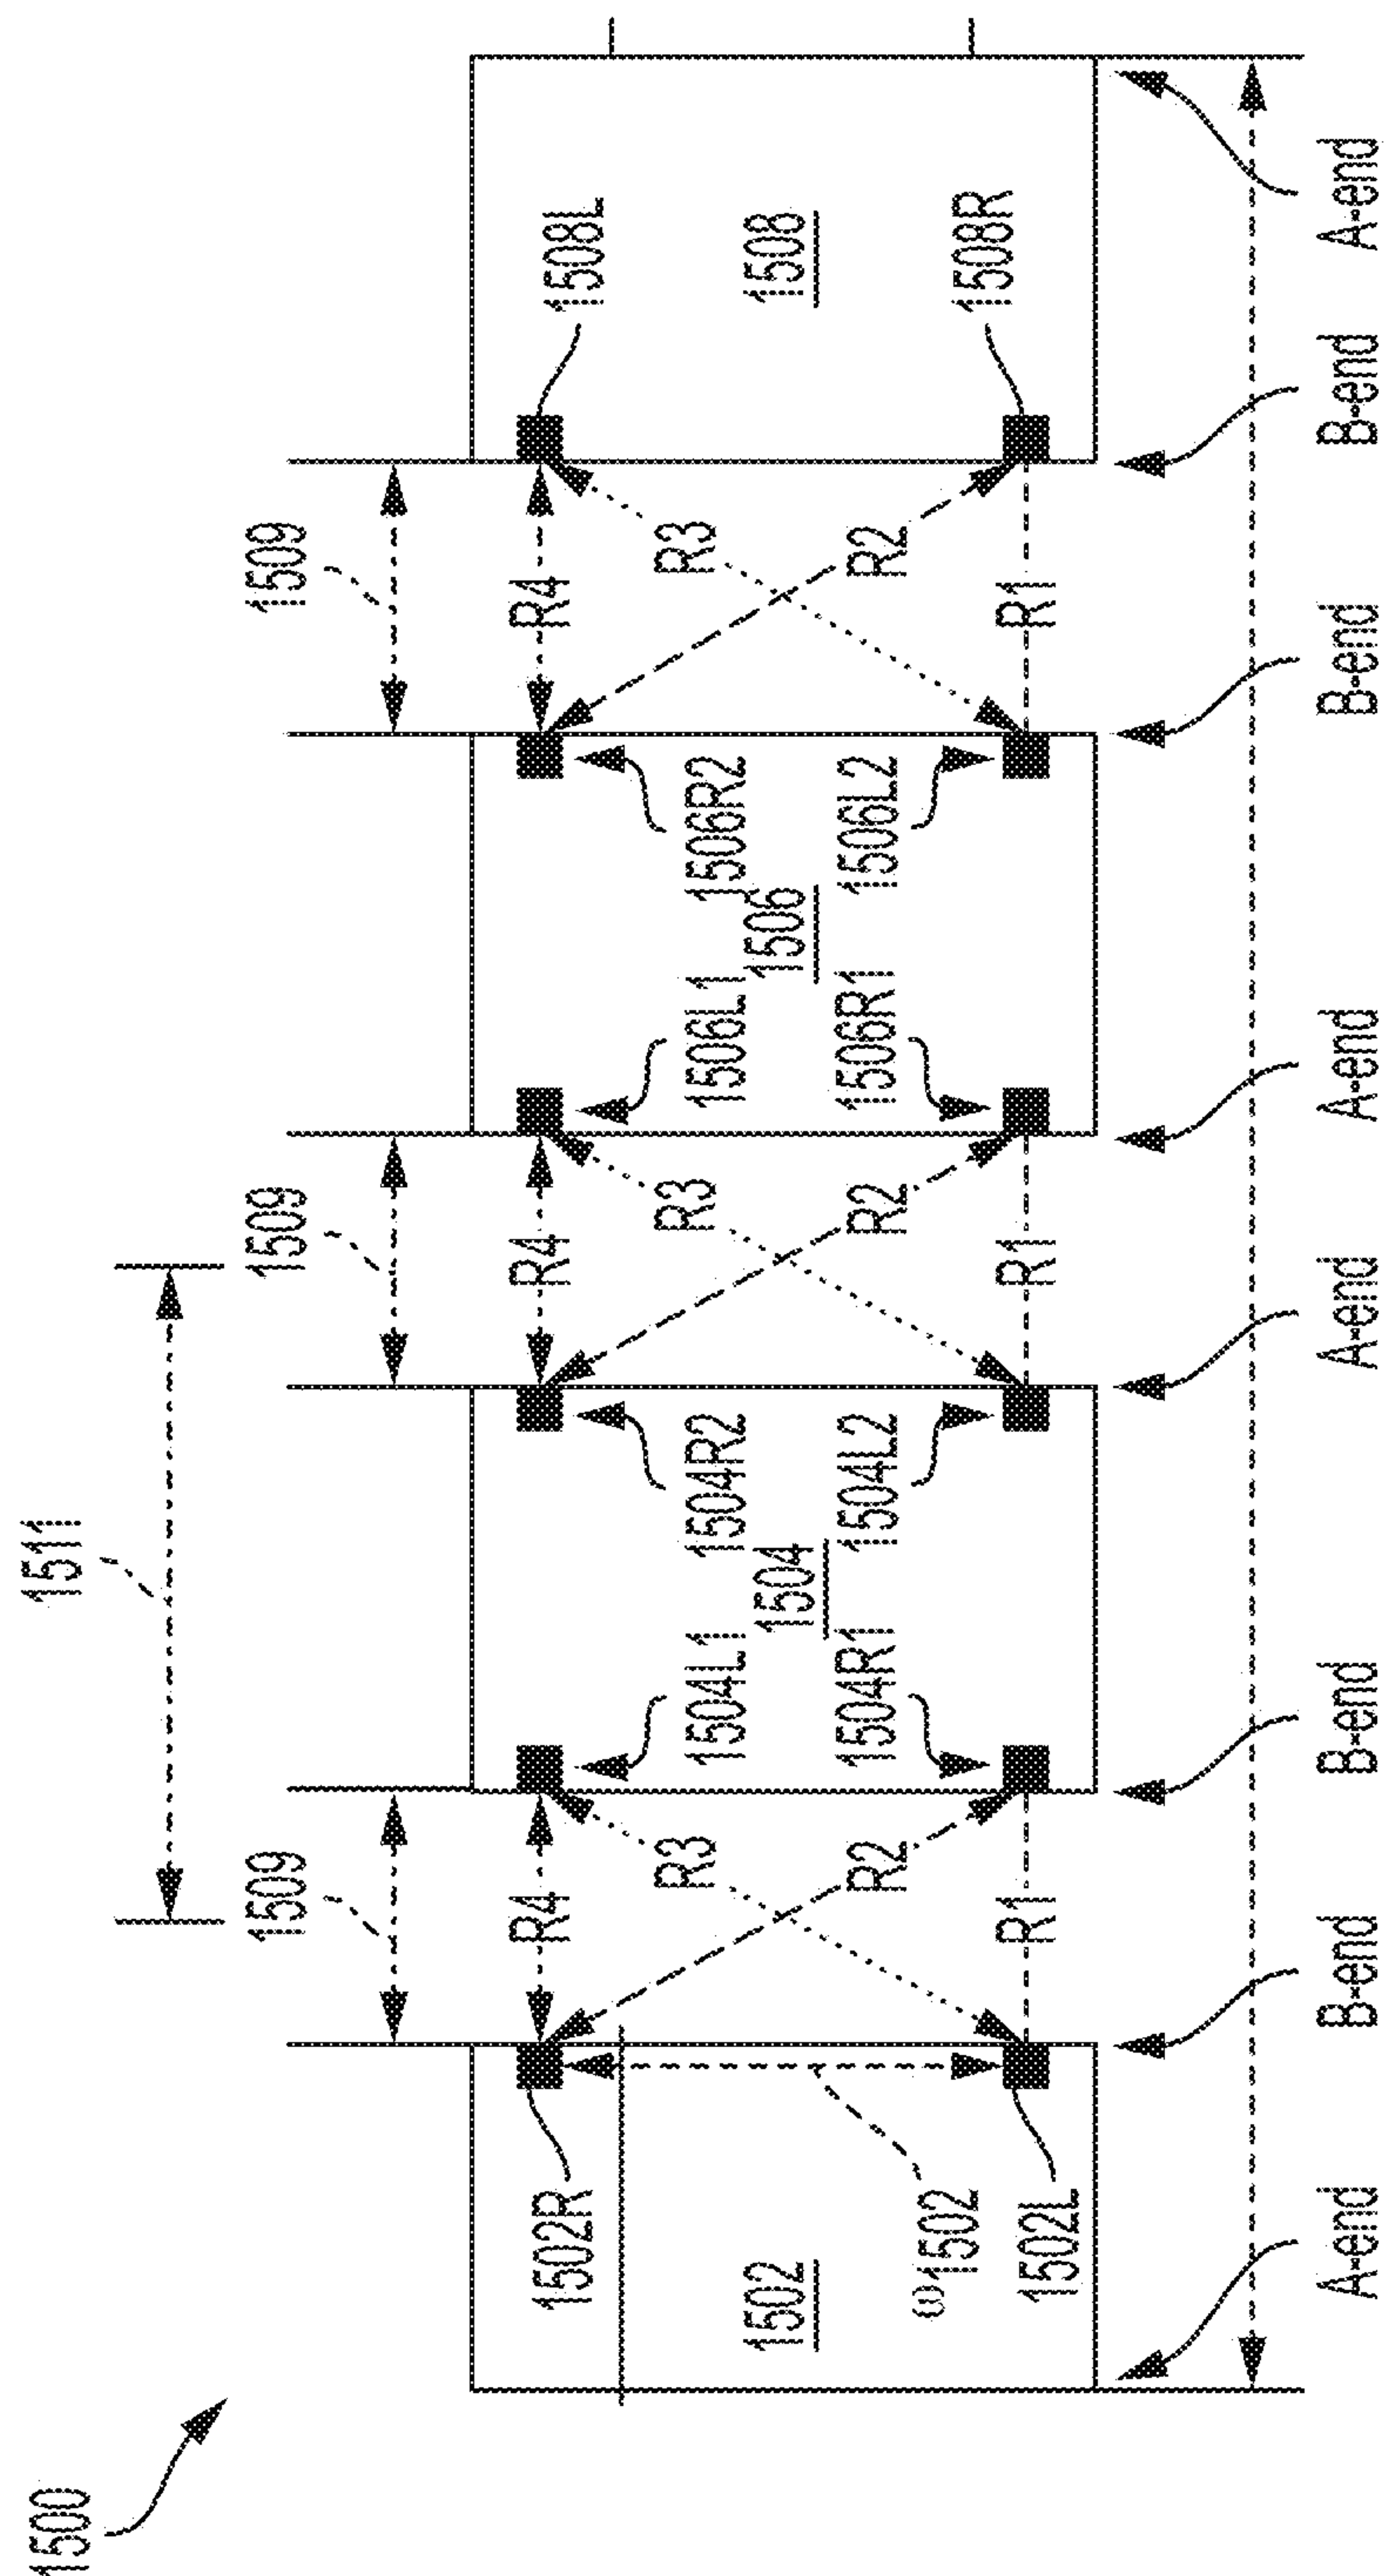 1500
1511
1509
1509
1509
R4
R4
R4
1502R
1508L
R3
R3
R3
1504L1
1504R2
1506L1
1506R2
1502
1504
1506
1508
R2
R2
R2
1504R1
1504L2
1506R1
1506L2
ω1502
1508R
R1
R1
R1
1502L
A-end
B-end
B-end
A-end
A-end
B-end
B-end
A-end